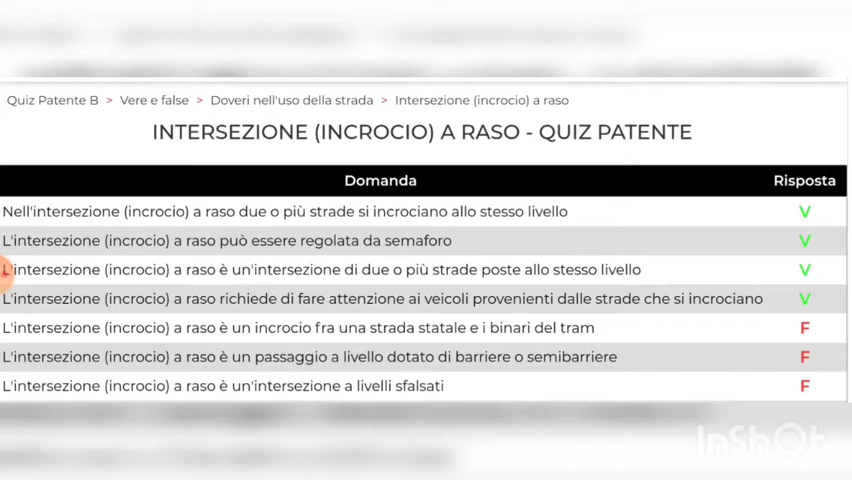 Quiz Patente B > Vere e false > Doveri nell'uso della strada > Intersezione (incrocio) a raso
INTERSEZIONE (INCROCIO) A RASO - QUIZ PATENTE
Domanda Risposta
Nell'intersezione (incrocio) a raso due o più strade si incrociano allo stesso livello V
L'intersezione (incrocio) a raso può essere regolata da semaforo V
L'intersezione (incrocio) a raso è un'intersezione di due o più strade poste allo stesso livello V
L'intersezione (incrocio) a raso richiede di fare attenzione ai veicoli provenienti dalle strade che si incrociano V
L'intersezione (incrocio) a raso è un incrocio fra una strada statale e i binari del tram F
L'intersezione (incrocio) a raso è un passaggio a livello dotato di barriere o semibarriere F
L'intersezione (incrocio) a raso è un'intersezione a livelli sfalsati F
InShOt